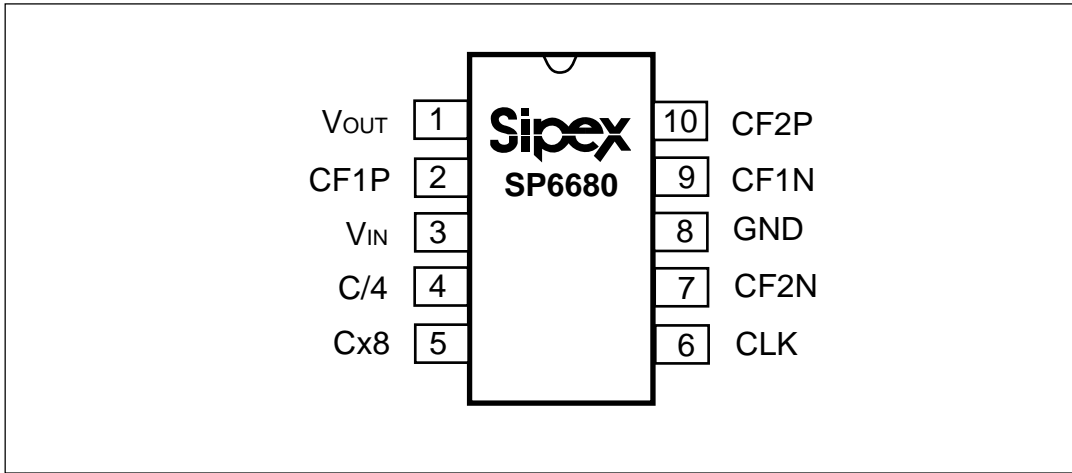 VOUT 1 Sipex 10 CF2P
CF1P 2 SP6680 9 CF1N
VIN 3 8 GND
C/4 4 7 CF2N
Cx8 5 6 CLK